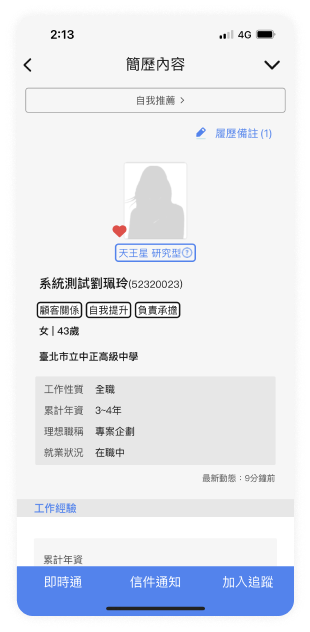 2:13 4G
簡歷內容
自我推薦 >
履歷備註 (1)
天王星 研究型?
系統測試劉珮玲(52320023)
顧客關係 自我提升 負責承擔
女 | 43歲
臺北市立中正高級中學
工作性質 全職
累計年資 3~4年
理想職稱 專案企劃
就業狀況 在職中
最新動態：9分鐘前
工作經驗
累計年資
即時通 信件通知 加入追蹤